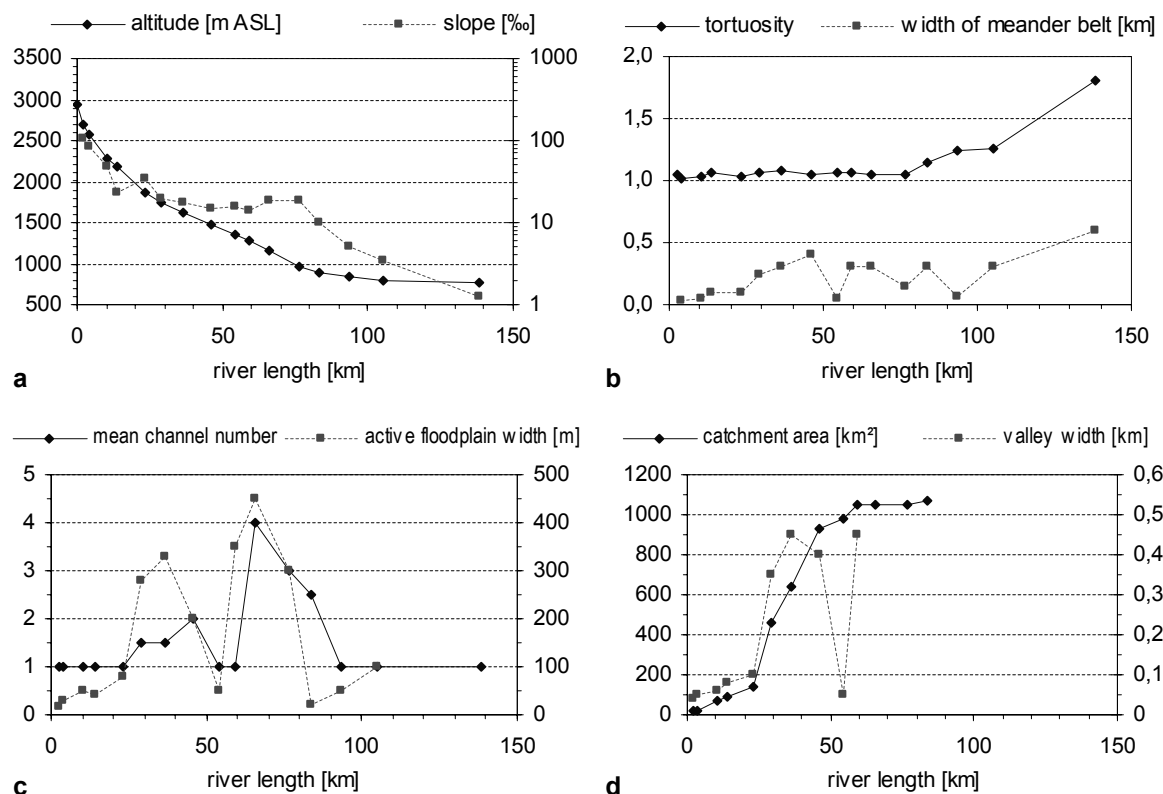 altitude [m ASL] slope [‰]
3500 1000
3000
2500 100
2000
1500 10
1000
500 1
0 50 100 150
river length [km]
a
tortuosity width of meander belt [km]
2,0
1,5
1,0
0,5
0,0
0 50 100 150
river length [km]
b
mean channel number active floodplain width [m]
5 500
4 400
3 300
2 200
1 100
0 0
0 50 100 150
river length [km]
c
catchment area [km²] valley width [km]
1200 0,6
1000 0,5
800 0,4
600 0,3
400 0,2
200 0,1
0 0
0 50 100 150
river length [km]
d